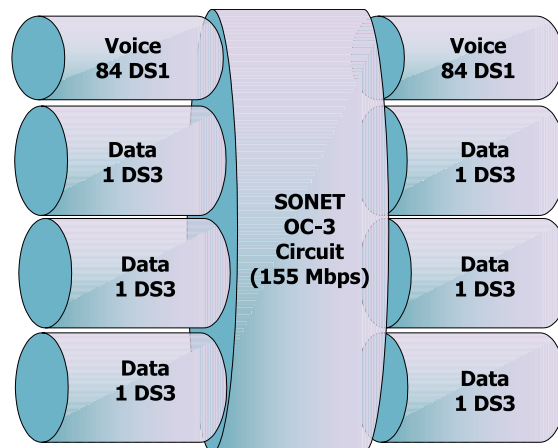 Voice
84 DS1
Data
1 DS3
Data
1 DS3
Data
1 DS3
SONET
OC-3
Circuit
(155 Mbps)
Voice
84 DS1
Data
1 DS3
Data
1 DS3
Data
1 DS3